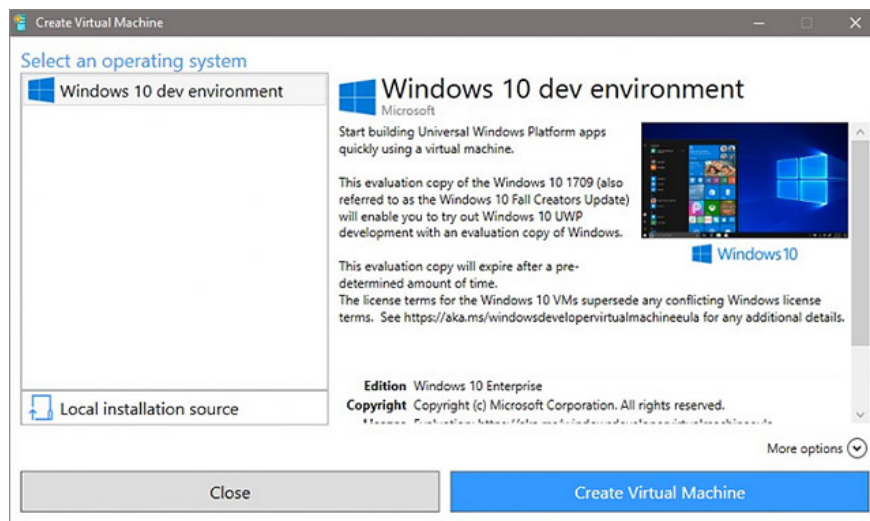 Create Virtual Machine
Select an operating system
Windows 10 dev environment
Local installation source
Windows 10 dev environment
Microsoft
Start building Universal Windows Platform apps
quickly using a virtual machine.
This evaluation copy of the Windows 10 1709 (also
referred to as the Windows 10 Fall Creators Update)
will enable you to try out Windows 10 UWP
development with an evaluation copy of Windows.
This evaluation copy will expire after a pre-
determined amount of time.
The license terms for the Windows 10 VMs supersede any conflicting Windows license
terms. See https://aka.ms/windowsdevelopervirtualmachineeula for any additional details.
Windows 10
Edition Windows 10 Enterprise
Copyright Copyright (c) Microsoft Corporation. All rights reserved.
More options
Close
Create Virtual Machine